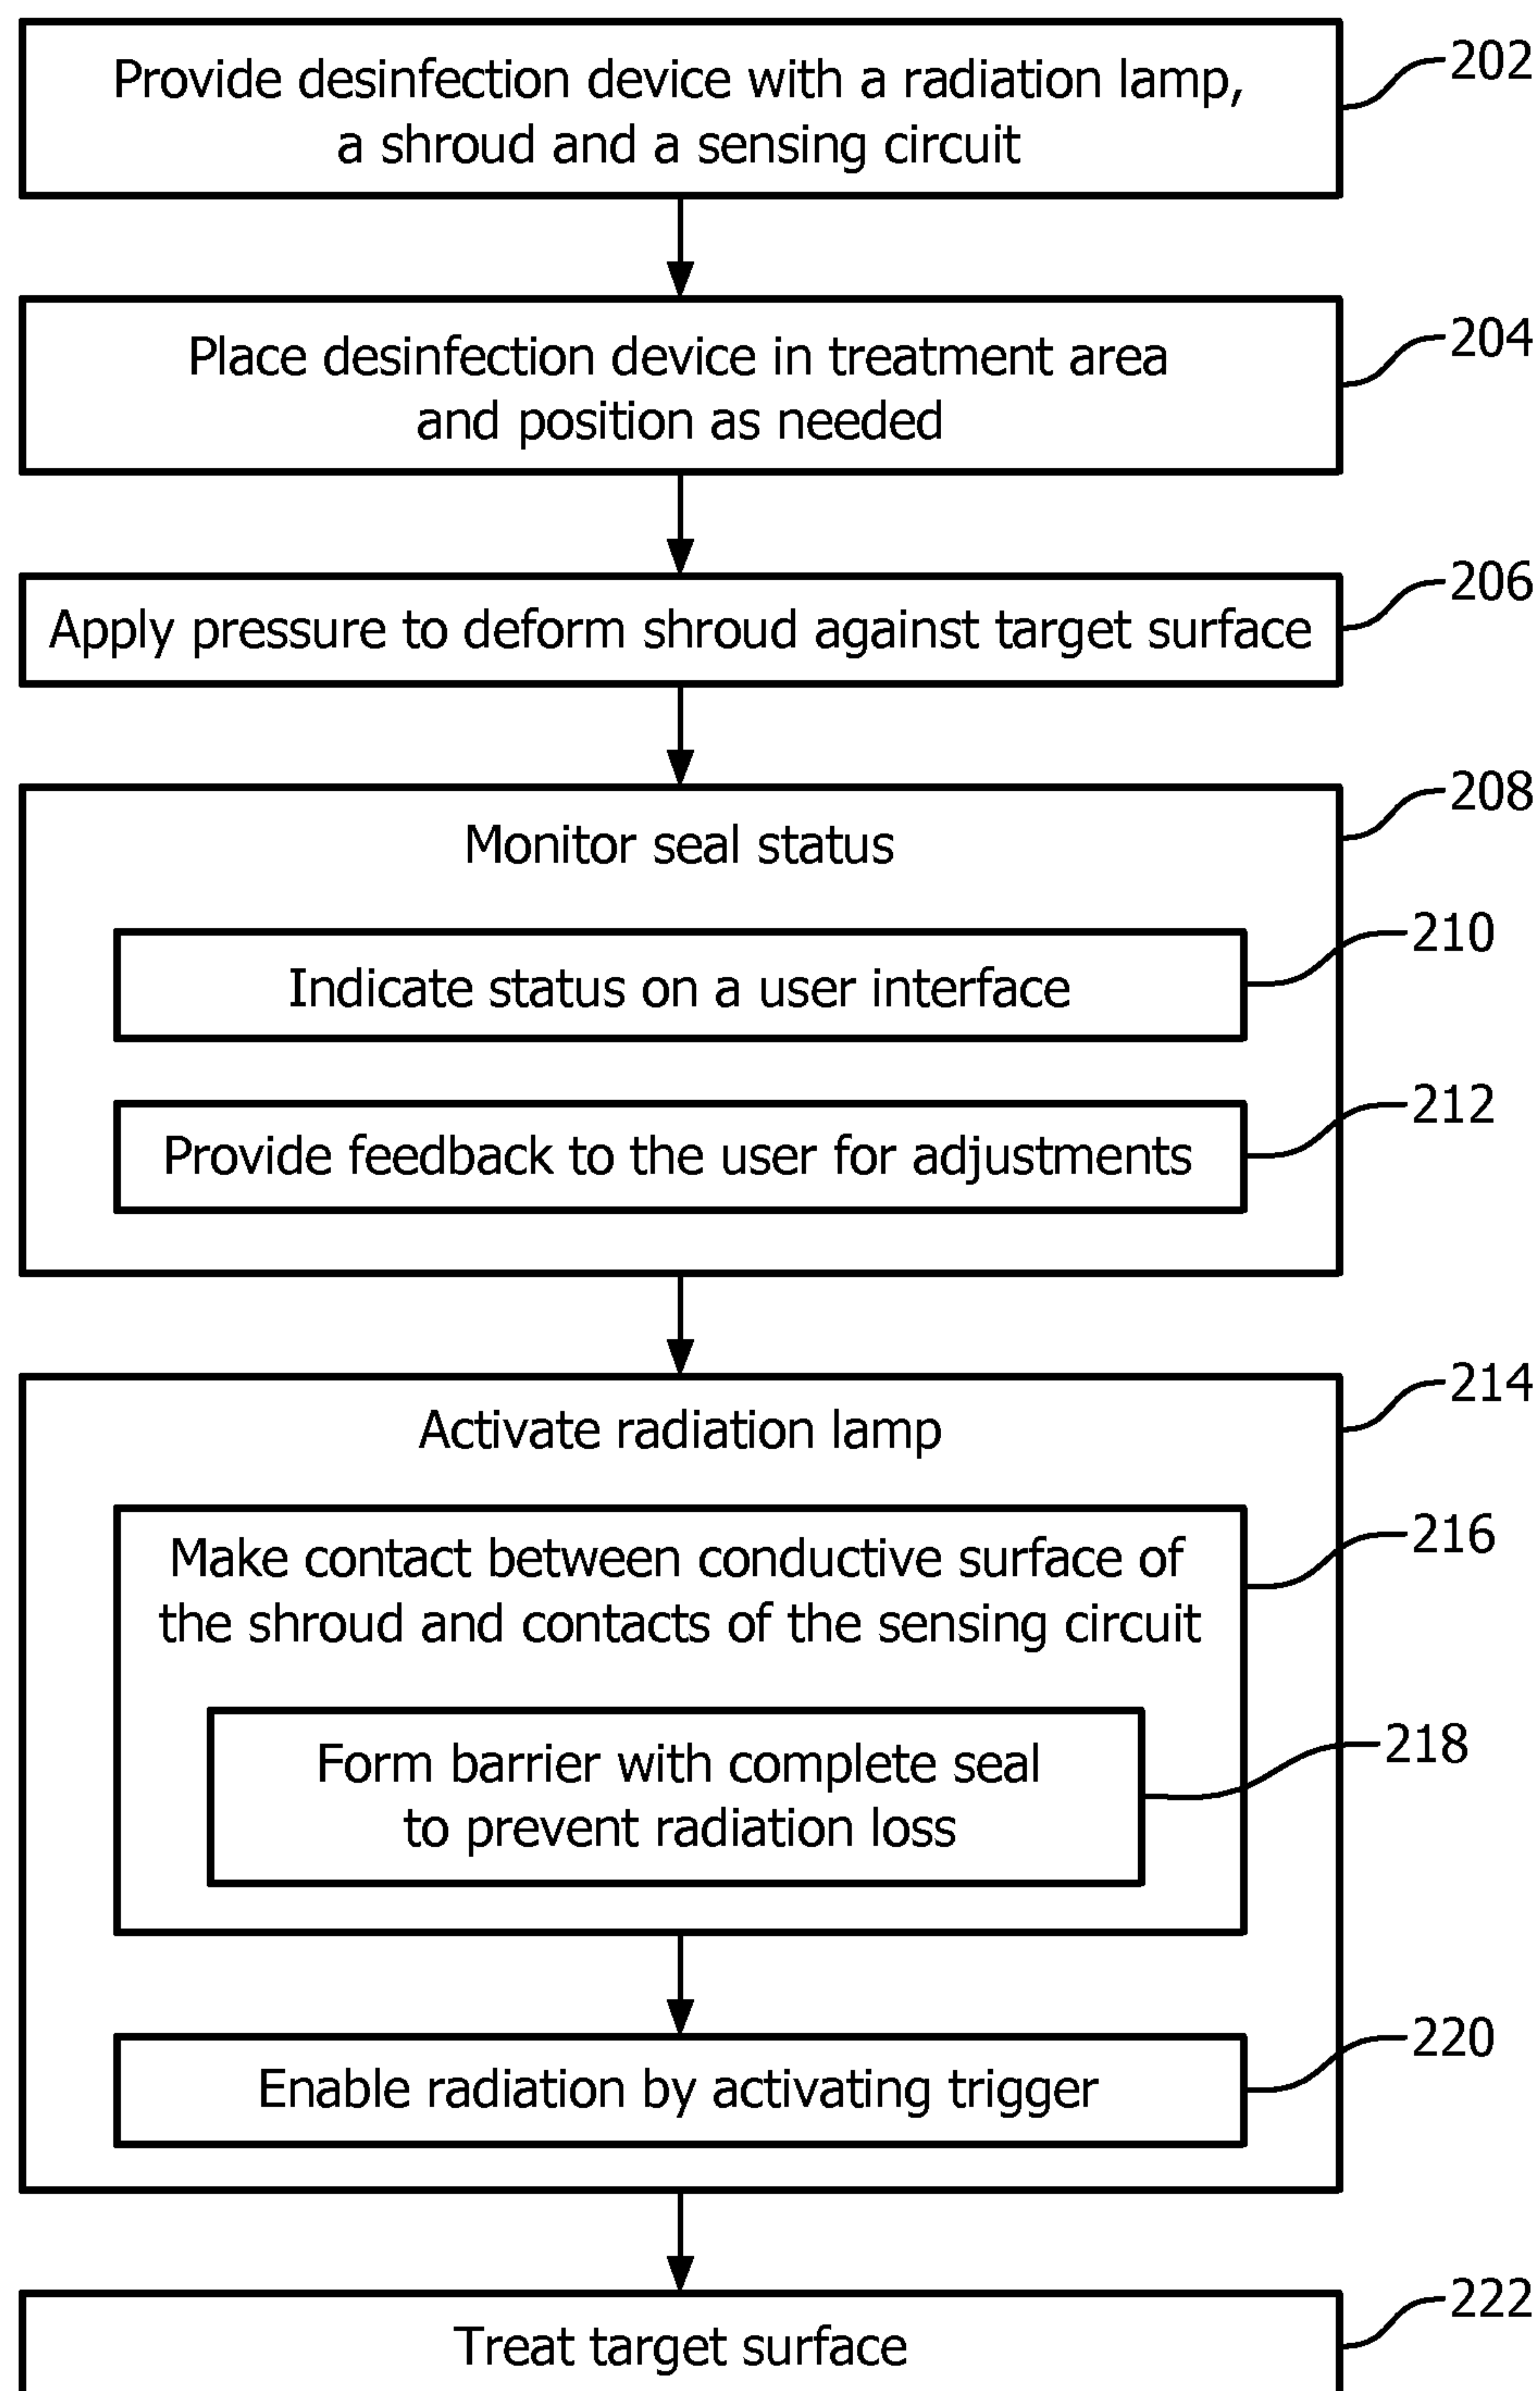 Provide desinfection device with a radiation lamp,
a shroud and a sensing circuit
202
Place desinfection device in treatment area
and position as needed
204
Apply pressure to deform shroud against target surface
206
Monitor seal status
208
Indicate status on a user interface
210
Provide feedback to the user for adjustments
212
Activate radiation lamp
214
Make contact between conductive surface of
the shroud and contacts of the sensing circuit
216
Form barrier with complete seal
to prevent radiation loss
218
Enable radiation by activating trigger
220
Treat target surface
222